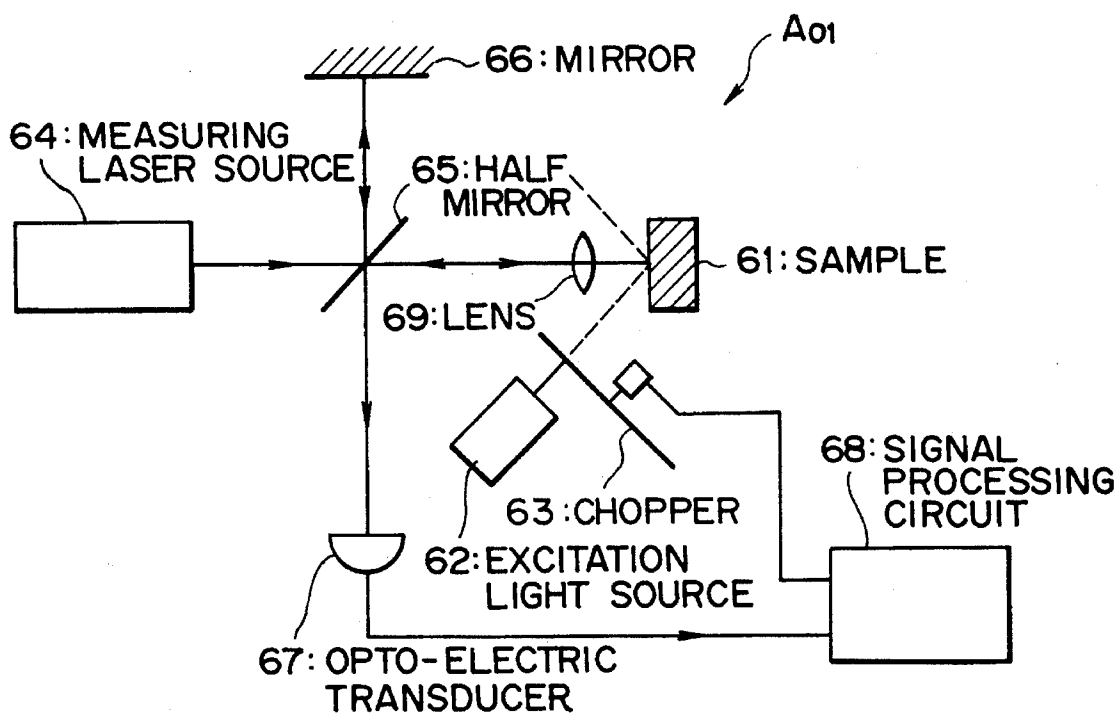 A01
66:MIRROR
64:MEASURING
LASER SOURCE
65:HALF
MIRROR
61:SAMPLE
69:LENS
68:SIGNAL
PROCESSING
CIRCUIT
63:CHOPPER
62:EXCITATION
LIGHT SOURCE
67:OPTO-ELECTRIC
TRANSDUCER